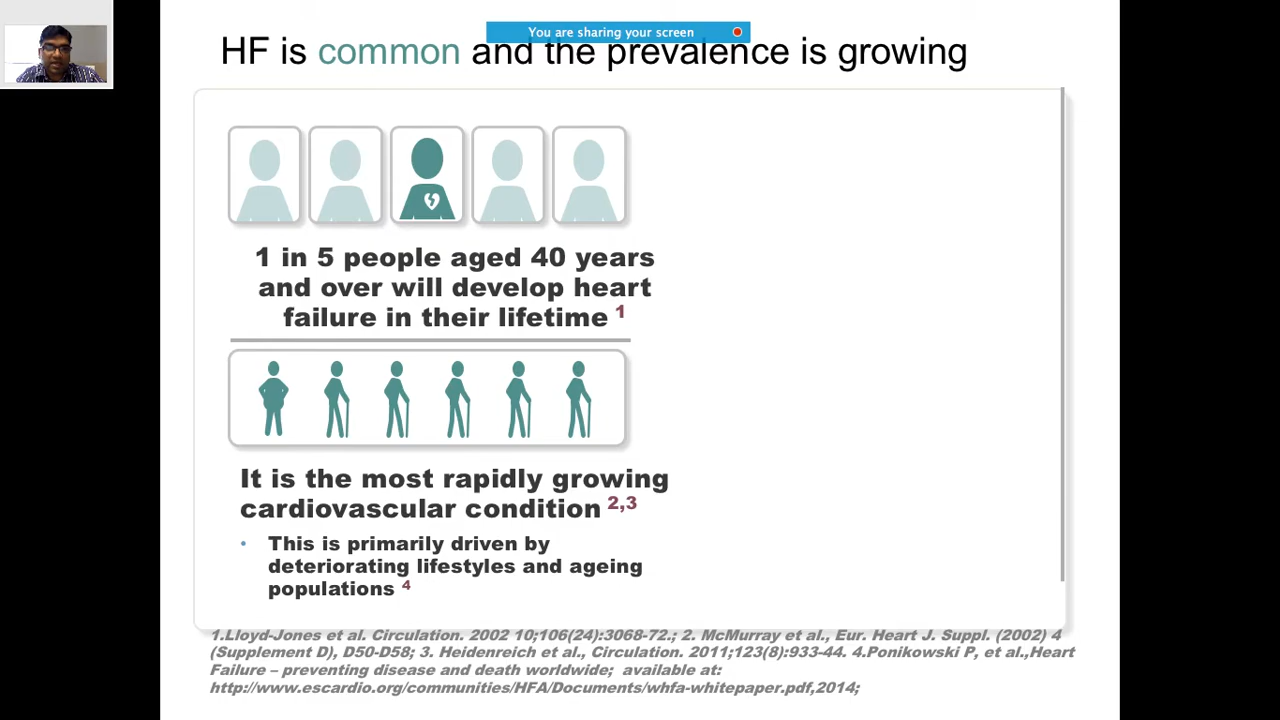 You are sharing your screen
HF is common and the prevalence is growing
1 in 5 people aged 40 years
and over will develop heart
failure in their lifetime 1
It is the most rapidly growing
cardiovascular condition 2,3
• This is primarily driven by
deteriorating lifestyles and ageing
populations 4
1.Lloyd-Jones et al. Circulation. 2002 10;106(24):3068-72.; 2. McMurray et al., Eur. Heart J. Suppl. (2002) 4
(Supplement D), D50-D58; 3. Heidenreich et al., Circulation. 2011;123(8):933-44. 4.Ponikowski P, et al.,Heart
Failure – preventing disease and death worldwide; available at:
http://www.escardio.org/communities/HFA/Documents/whfa-whitepaper.pdf,2014;